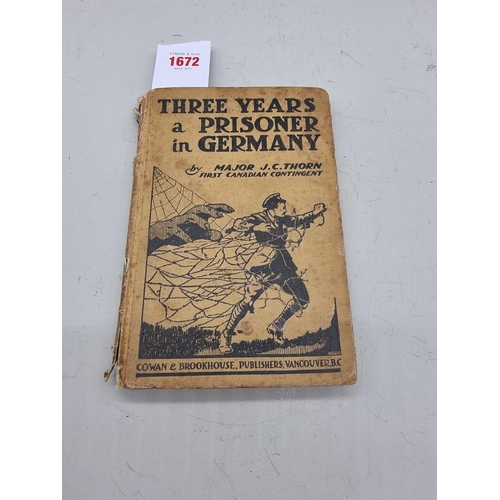 1672
THREE YEARS
a PRISONER
in GERMANY
by MAJOR J.C. THORN
FIRST CANADIAN CONTINGENT
COWAN & BROOKHOUSE, PUBLISHERS, VANCOUVER, B.C